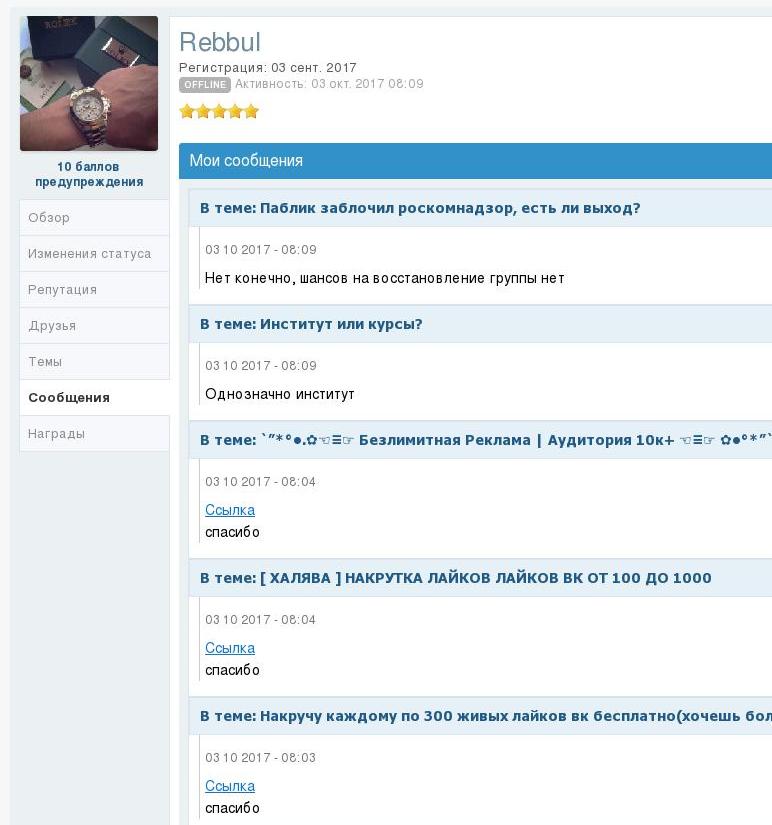 ROLEX
Rebbul
Регистрация: 03 сент. 2017
OFFLINE Активность: 03 окт. 2017 08:09
10 баллов
предупреждения
Обзор
Изменения статуса
Репутация
Друзья
Темы
Сообщения
Награды
Мои сообщения
В теме: Паблик заблочил роскомнадзор, есть ли выход?
03 10 2017 - 08:09
Нет конечно, шансов на восстановление группы нет
В теме: Институт или курсы?
03 10 2017 - 08:09
Однозначно институт
В теме: `”*°●.✿☜☰☞ Безлимитная Реклама | Аудитория 10к+ ☜☰☞ ✿●°*”`
03 10 2017 - 08:04
Ссылка
спасибо
В теме: [ ХАЛЯВА ] НАКРУТКА ЛАЙКОВ ЛАЙКОВ ВК ОТ 100 ДО 1000
03 10 2017 - 08:04
Ссылка
спасибо
В теме: Накручу каждому по 300 живых лайков вк бесплатно(хочешь бол
03 10 2017 - 08:03
Ссылка
спасибо